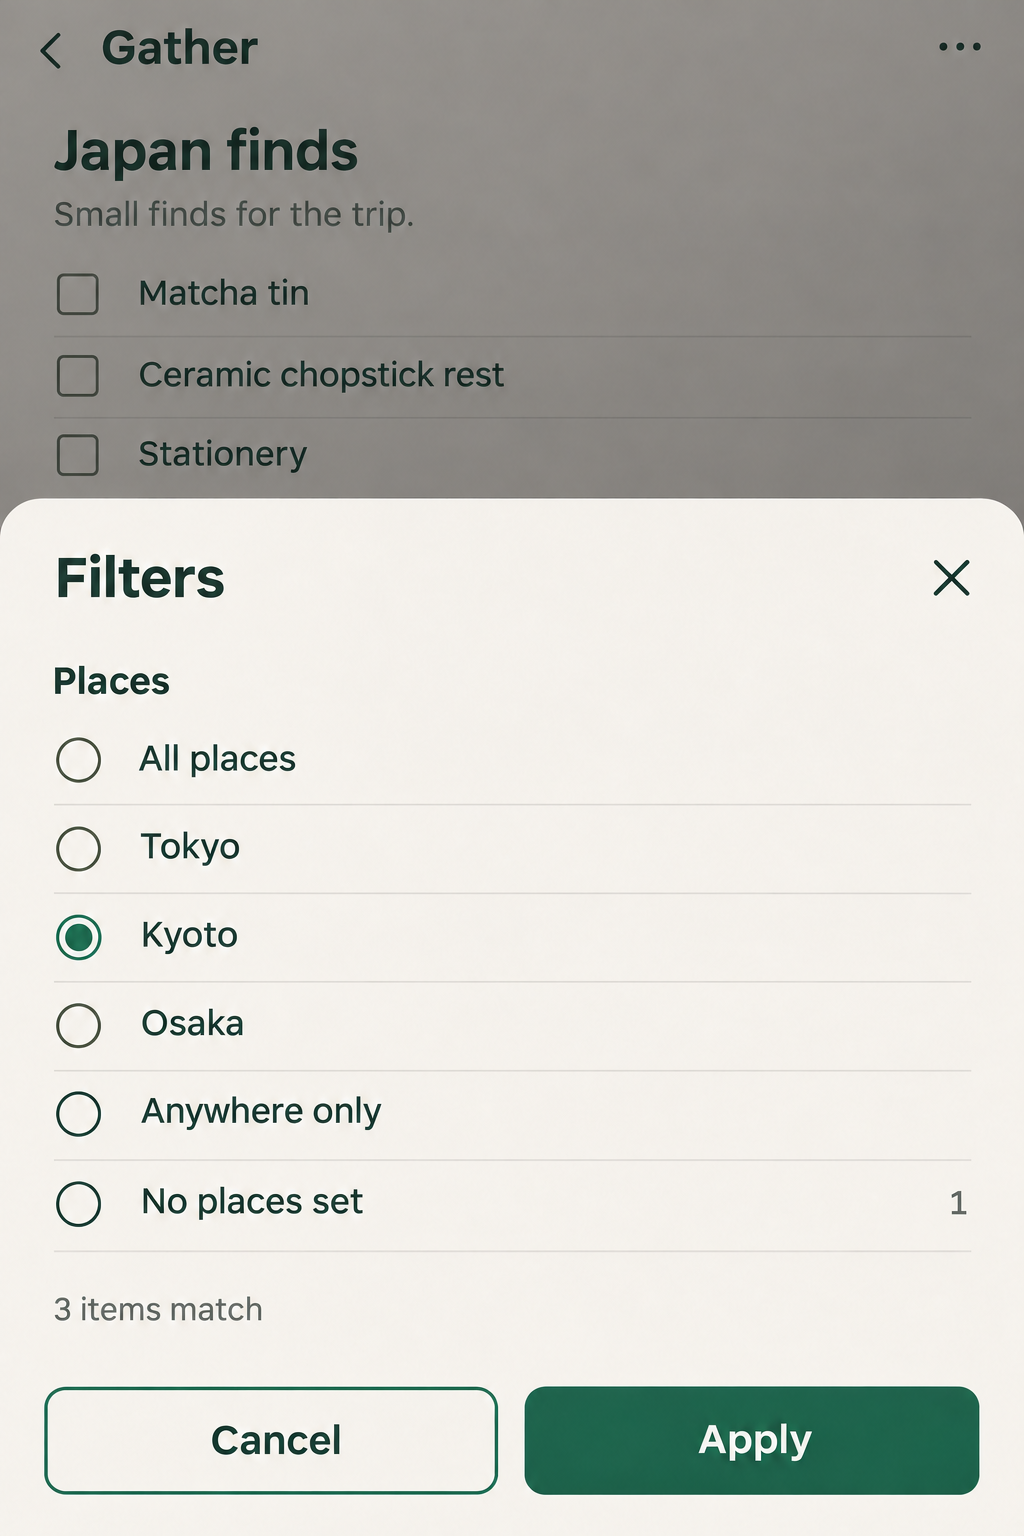 Gather
Japan finds
Small finds for the trip.
Matcha tin
Ceramic chopstick rest
Stationery
Filters
Places
All places
Tokyo
Kyoto
Osaka
Anywhere only
No places set 1
3 items match
Cancel Apply